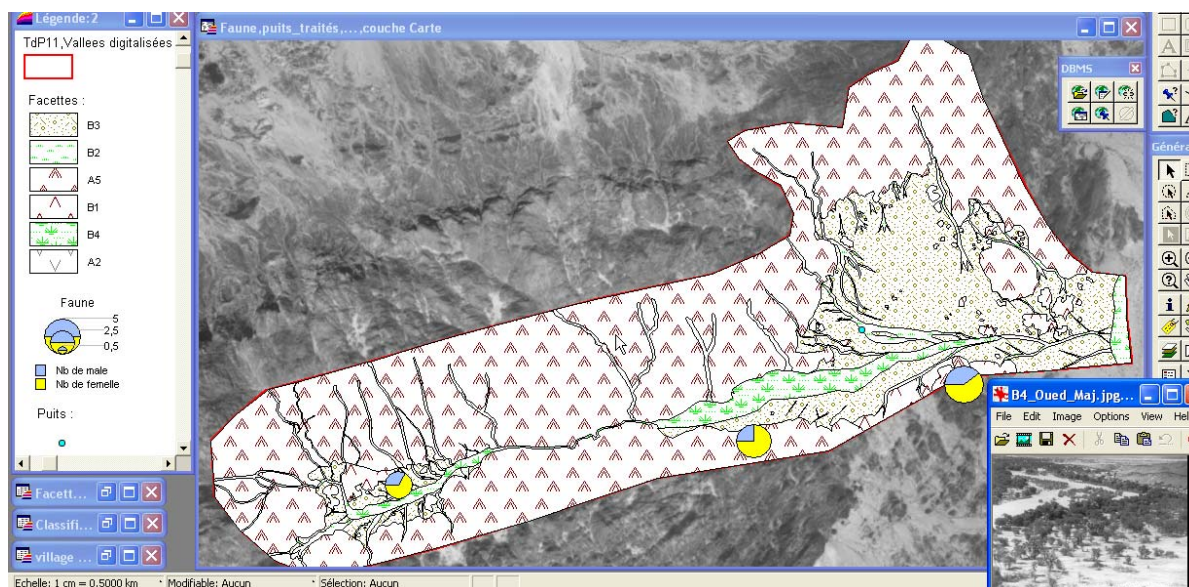 Légende:2
TdP11,Vallees digitalisées
Facettes :
B3
B2
A5
B1
B4
A2
Faune
5
2,5
0,5
Nb de male
Nb de femelle
Puits :
Facett...
Classifi...
village ...
Faune,puits_traités,...,couche Carte
DBMS
Généra
B4_Oued_Maj.jpg...
File Edit Image Options View Hel
Echelle: 1 cm = 0.5000 km
Modifiable: Aucun
Sélection: Aucun